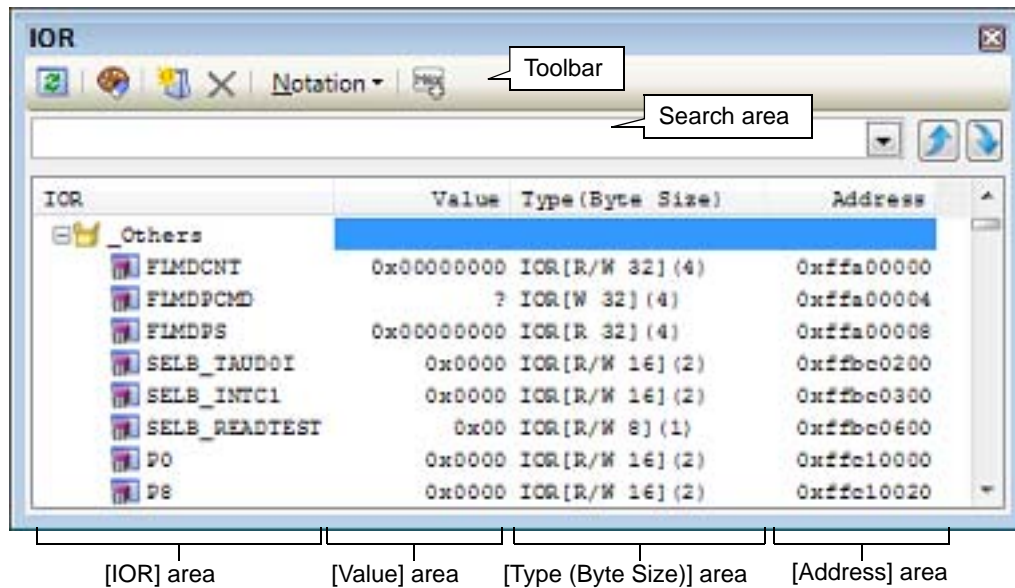 IOR
Notation
Toolbar
Search area
IOR Value Type(Byte Size) Address
_Others
FLMDCNT 0x00000000 IOR[R/W 32](4) 0xffa00000
FLMDPCMD ? IOR[W 32](4) 0xffa00004
FLMDPS 0x00000000 IOR[R 32](4) 0xffa00008
SELB_TAUD0I 0x0000 IOR[R/W 16](2) 0xffbc0200
SELB_INTC1 0x0000 IOR[R/W 16](2) 0xffbc0300
SELB_READTEST 0x00 IOR[R/W 8](1) 0xffbc0600
P0 0x0000 IOR[R/W 16](2) 0xffc10000
P8 0x0000 IOR[R/W 16](2) 0xffc10020
[IOR] area [Value] area [Type (Byte Size)] area [Address] area